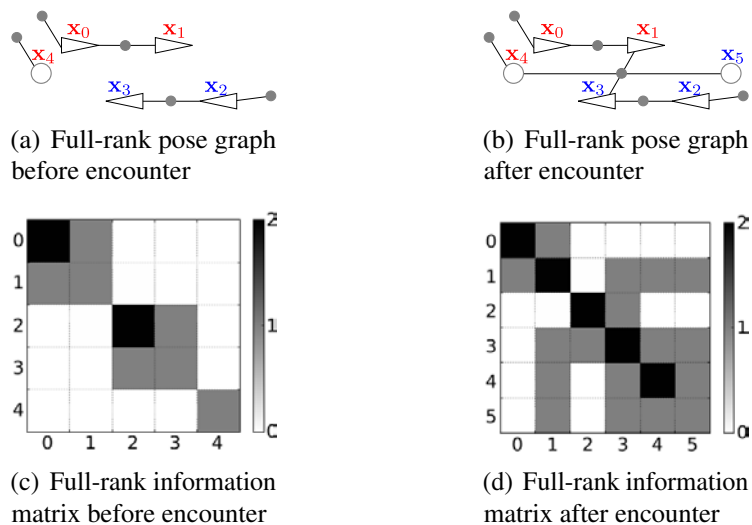 x0 x1
x4
x3 x2
x0 x1
x4 x5
x3 x2
(a) Full-rank pose graph
before encounter
(b) Full-rank pose graph
after encounter
2
0
1
1
2
3
4
0
0 1 2 3 4
2
0
1
2
1
3
4
5
0
0 1 2 3 4 5
(c) Full-rank information
matrix before encounter
(d) Full-rank information
matrix after encounter